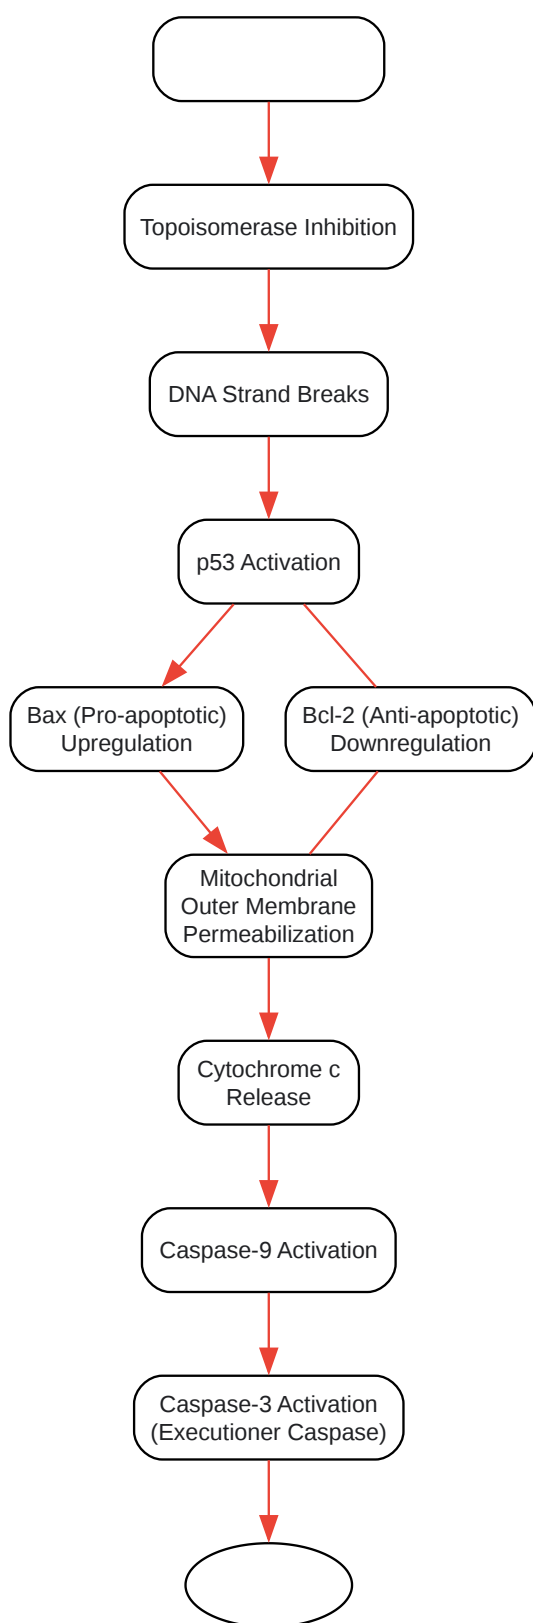 Topoisomerase Inhibition
DNA Strand Breaks
p53 Activation
Bax (Pro-apoptotic)
Upregulation
Bcl-2 (Anti-apoptotic)
Downregulation
Mitochondrial
Outer Membrane
Permeabilization
Cytochrome c
Release
Caspase-9 Activation
Caspase-3 Activation
(Executioner Caspase)